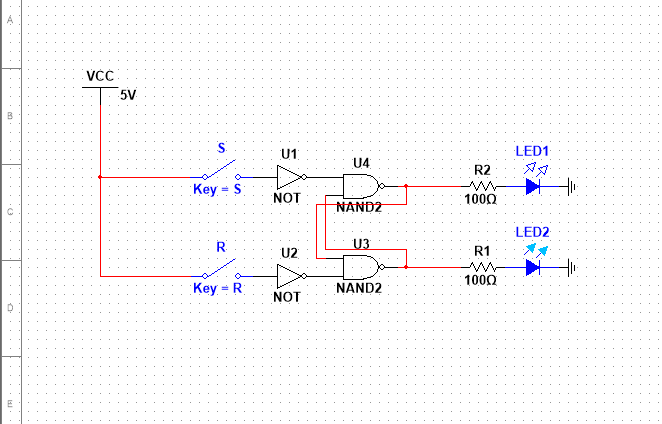 A
VCC
5V
B
S
U1
U4
LED1
R2
Key = S
NOT
NAND2
100Ω
C
R
U2
U3
LED2
R1
Key = R
NOT
NAND2
100Ω
D
E